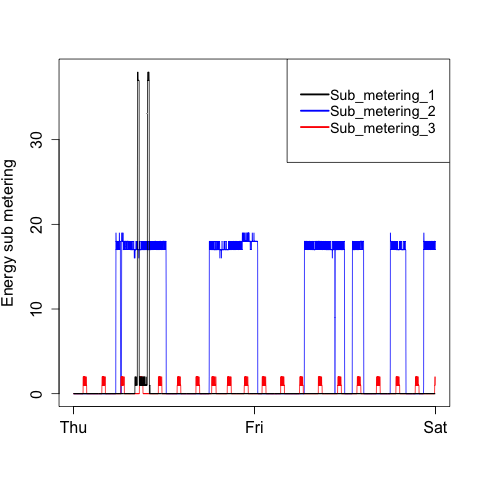 Sub_metering_1
Sub_metering_2
Sub_metering_3
Energy sub metering
30
20
10
0
Thu Fri Sat